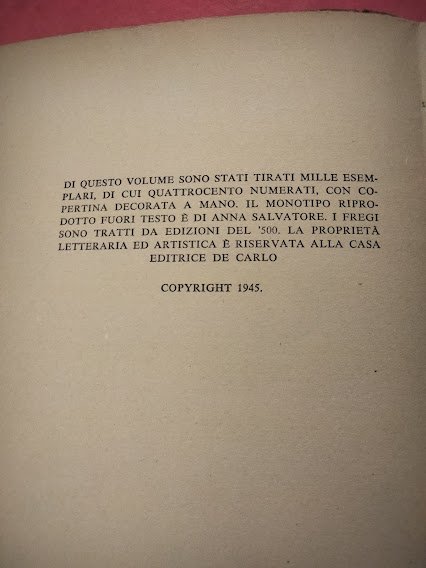 DI QUESTO VOLUME SONO STATI TIRATI MILLE ESEM-
PLARI, DI CUI QUATTROCENTO NUMERATI, CON CO-
PERTINA DECORATA A MANO. IL MONOTIPO RIPRO-
DOTTO FUORI TESTO È DI ANNA SALVATORE. I FREGI
SONO TRATTI DA EDIZIONI DEL '500. LA PROPRIETÀ
LETTERARIA ED ARTISTICA È RISERVATA ALLA CASA
EDITRICE DE CARLO
COPYRIGHT 1945.